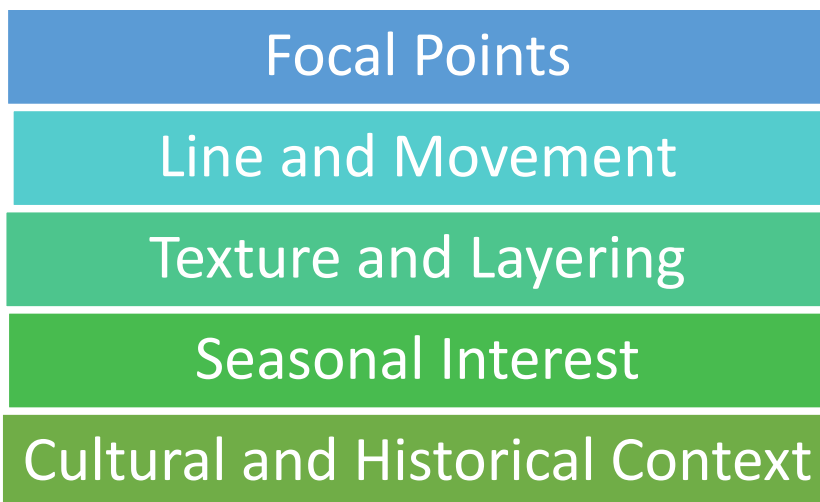 Focal Points
Line and Movement
Texture and Layering
Seasonal Interest
Cultural and Historical Context